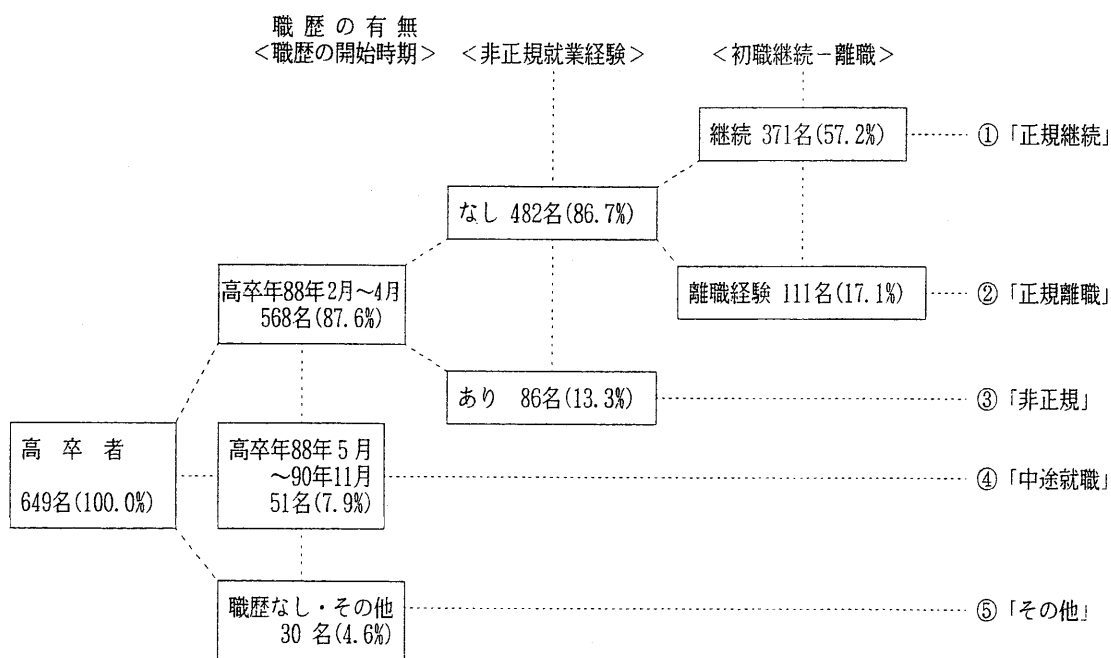 職歴の有無
＜職歴の開始時期＞
＜非正規就業経験＞
＜初職継続－離職＞
継続 371名(57.2%)
①「正規継続」
なし 482名(86.7%)
高卒年88年2月～4月
568名(87.6%)
離職経験 111名(17.1%)
②「正規離職」
あり 86名(13.3%)
③「非正規」
高卒者
649名(100.0%)
高卒年88年5月
～90年11月
51名(7.9%)
④「中途就職」
職歴なし・その他
30名(4.6%)
⑤「その他」